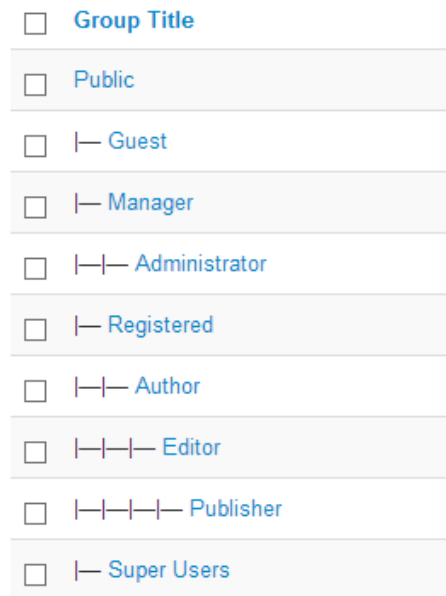 Group Title
Public
|— Guest
|— Manager
|—|— Administrator
|— Registered
|—|— Author
|—|—|— Editor
|—|—|—|— Publisher
|— Super Users